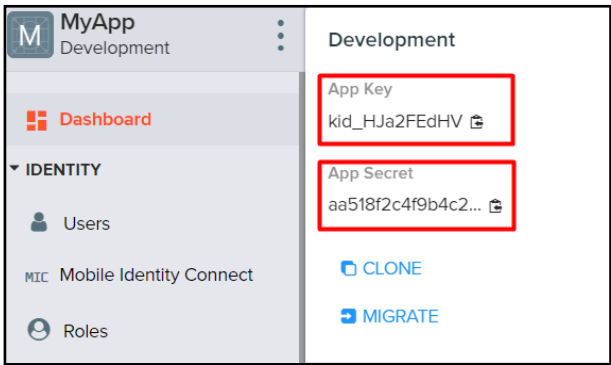 M
MyApp
Development
Dashboard
IDENTITY
Users
MIC Mobile Identity Connect
Roles
Development
App Key
kid_HJa2FEdHV
App Secret
aa518f2c4f9b4c2...
CLONE
MIGRATE